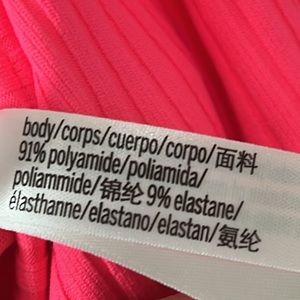 body/corps/cuerpo/corpo/面料
91% polyamide/poliamida/
poliammide/锦纶 9% elastane/
élasthanne/elastano/elastan/氨纶